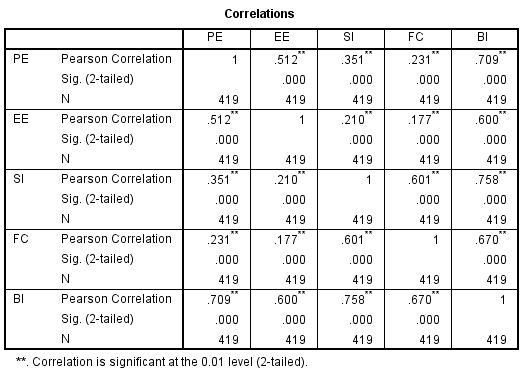 Correlations
PE EE SI FC BI
PE Pearson Correlation 1 .512** .351** .231** .709**
Sig. (2-tailed) .000 .000 .000 .000
N 419 419 419 419 419
EE Pearson Correlation .512** 1 .210** .177** .600**
Sig. (2-tailed) .000 .000 .000 .000
N 419 419 419 419 419
SI Pearson Correlation .351** .210** 1 .601** .758**
Sig. (2-tailed) .000 .000 .000 .000
N 419 419 419 419 419
FC Pearson Correlation .231** .177** .601** 1 .670**
Sig. (2-tailed) .000 .000 .000 .000
N 419 419 419 419 419
BI Pearson Correlation .709** .600** .758** .670** 1
Sig. (2-tailed) .000 .000 .000 .000
N 419 419 419 419 419
**. Correlation is significant at the 0.01 level (2-tailed).